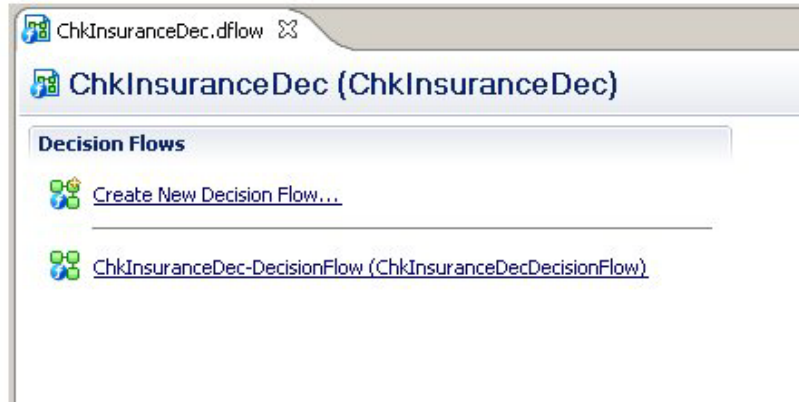 ChkInsuranceDec.dflow
ChkInsuranceDec (ChkInsuranceDec)
Decision Flows
Create New Decision Flow...
ChkInsuranceDec-DecisionFlow (ChkInsuranceDecDecisionFlow)